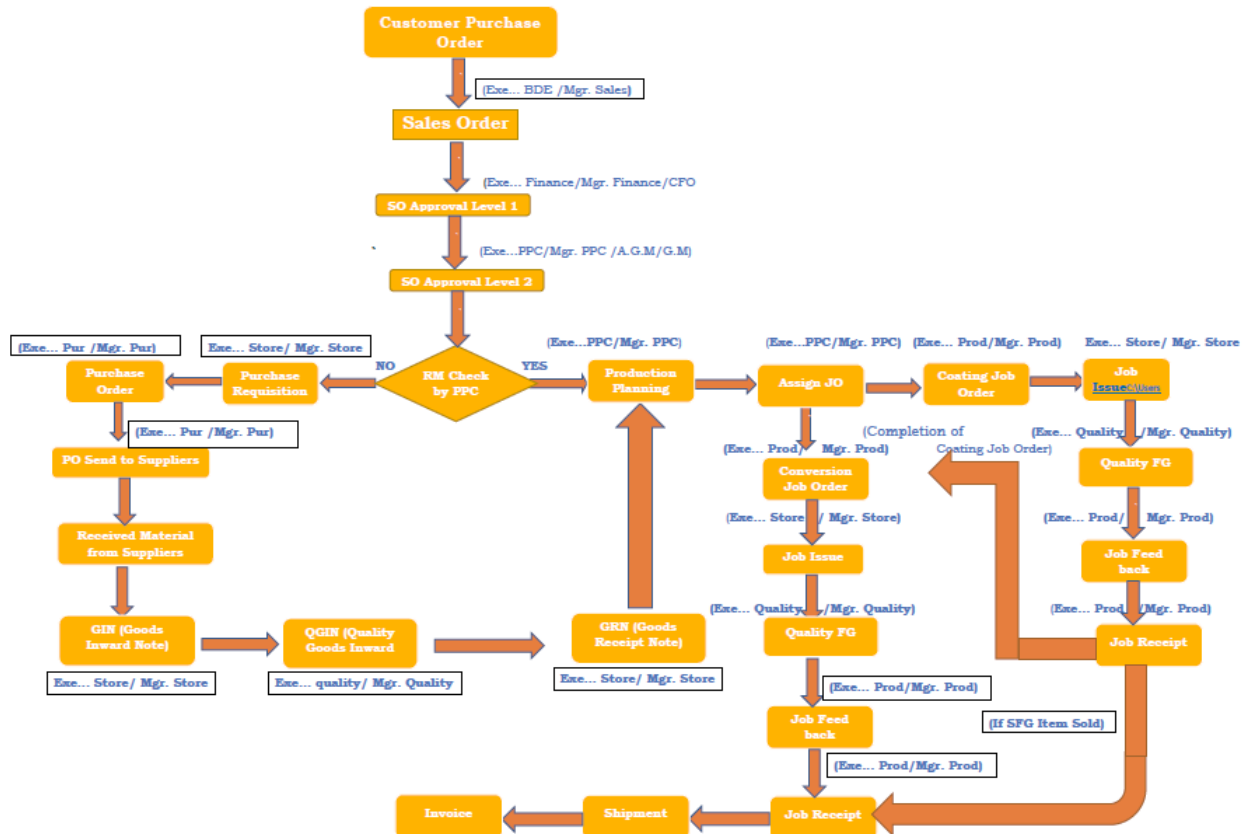 Customer Purchase
Order
(Exe... BDE /Mgr. Sales)
Sales Order
(Exe... Finance/Mgr. Finance/CFO
SO Approval Level 1
(Exe...PPC/Mgr. PPC /A.G.M/G.M)
SO Approval Level 2
(Exe... Pur /Mgr. Pur)
(Exe... Store/ Mgr. Store
(Exe...PPC/Mgr. PPC)
(Exe...PPC/Mgr. PPC)
(Exe... Prod/Mgr. Prod)
Exe... Store/ Mgr. Store
Purchase
Order
Purchase
Requisition
NO
RM Check
by PPC
YES
Production
Planning
Assign JO
Coating Job
Order
Job
IssueC:\Users
(Exe... Pur /Mgr. Pur)
PO Send to Suppliers
Received Material
from Suppliers
GIN (Goods
Inward Note)
Exe... Store/ Mgr. Store
QGIN (Quality
Goods Inward
Exe... quality/ Mgr. Quality
GRN (Goods
Receipt Note)
Exe... Store/ Mgr. Store
(Exe... Prod/ Mgr. Prod)
Conversion
Job Order
(Exe... Store / Mgr. Store)
Job Issue
(Exe... Quality /Mgr. Quality)
Quality FG
(Exe... Prod/Mgr. Prod)
Job Feed
back
(Exe... Prod/Mgr. Prod)
(Completion of
Coating Job Order)
(Exe... Quality /Mgr. Quality)
Quality FG
(Exe... Prod/ Mgr. Prod)
Job Feed
back
(Exe... Prod /Mgr. Prod)
Job Receipt
(If SFG Item Sold)
Job Receipt
Shipment
Invoice